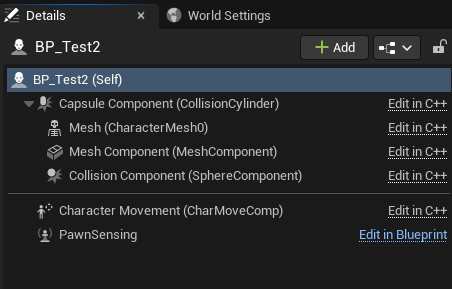 Details
World Settings
BP_Test2
Add
BP_Test2 (Self)
Capsule Component (CollisionCylinder) Edit in C++
Mesh (CharacterMesh0) Edit in C++
Mesh Component (MeshComponent) Edit in C++
Collision Component (SphereComponent) Edit in C++
Character Movement (CharMoveComp) Edit in C++
PawnSensing Edit in Blueprint